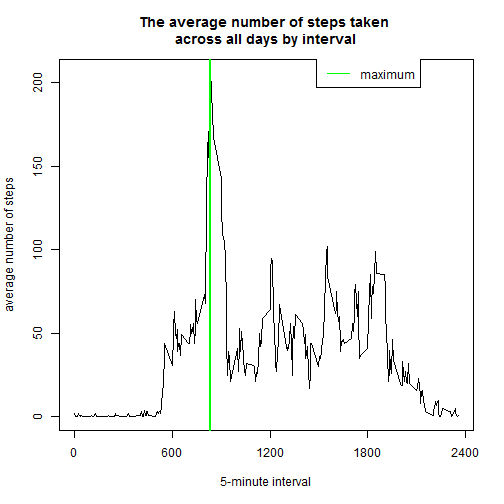 The average number of steps taken
across all days by interval
maximum
average number of steps
0
50
100
150
200
0
600
1200
1800
2400
5-minute interval